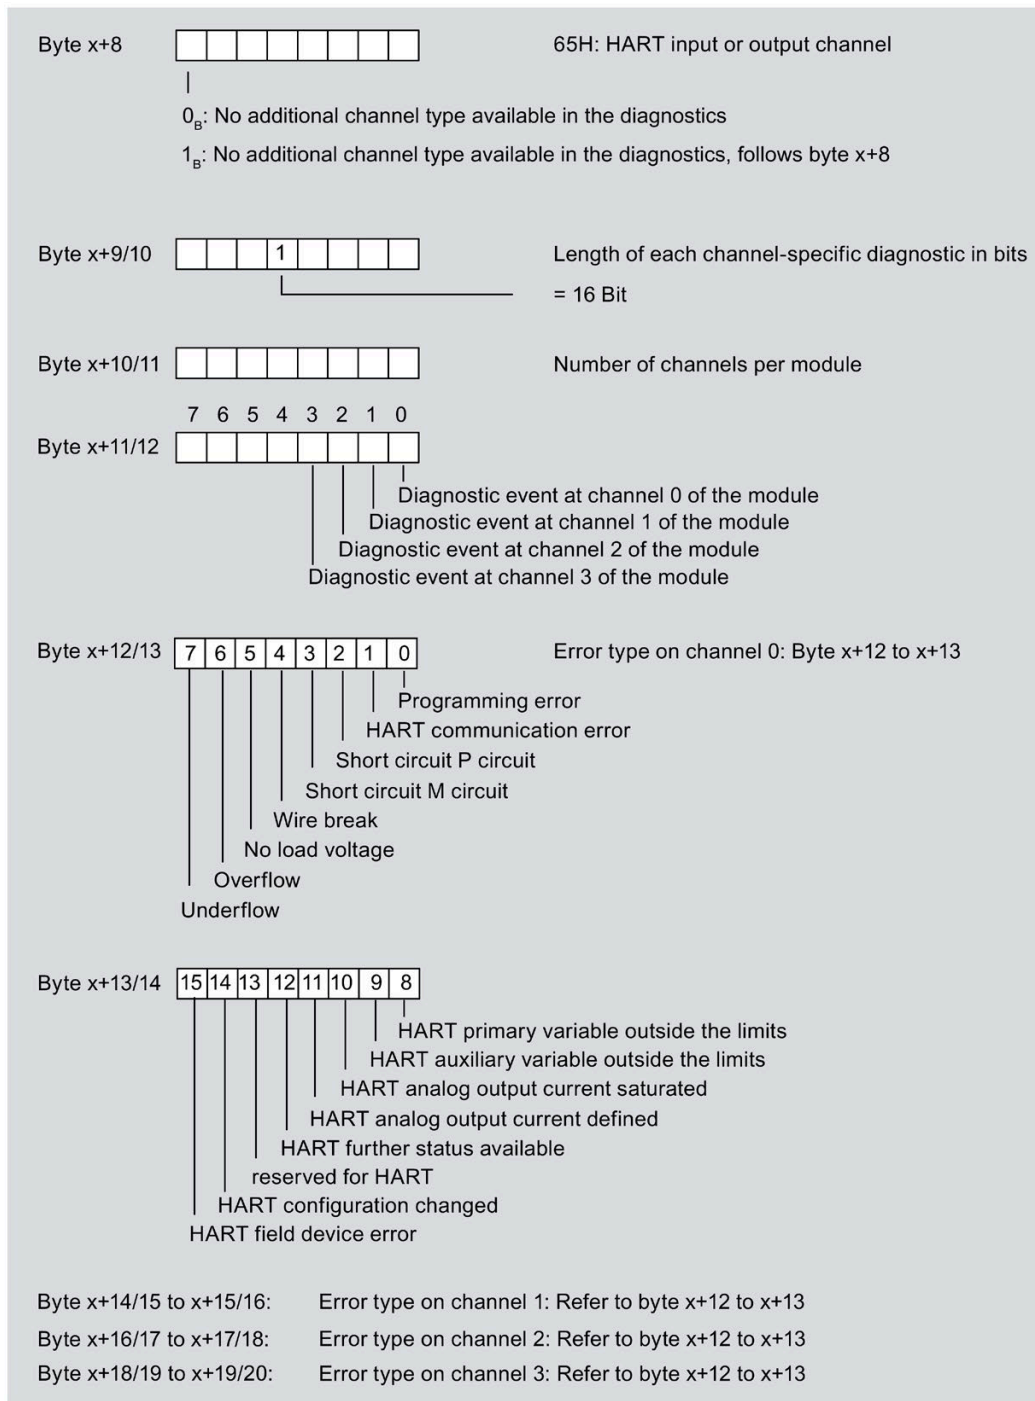 Byte x+8 65H: HART input or output channel
0B: No additional channel type available in the diagnostics
1B: No additional channel type available in the diagnostics, follows byte x+8
Byte x+9/10 1 Length of each channel-specific diagnostic in bits
= 16 Bit
Byte x+10/11 Number of channels per module
7 6 5 4 3 2 1 0
Byte x+11/12
Diagnostic event at channel 0 of the module
Diagnostic event at channel 1 of the module
Diagnostic event at channel 2 of the module
Diagnostic event at channel 3 of the module
Byte x+12/13 7 6 5 4 3 2 1 0 Error type on channel 0: Byte x+12 to x+13
Programming error
HART communication error
Short circuit P circuit
Short circuit M circuit
Wire break
No load voltage
Overflow
Underflow
Byte x+13/14 15 14 13 12 11 10 9 8
HART primary variable outside the limits
HART auxiliary variable outside the limits
HART analog output current saturated
HART analog output current defined
HART further status available
reserved for HART
HART configuration changed
HART field device error
Byte x+14/15 to x+15/16: Error type on channel 1: Refer to byte x+12 to x+13
Byte x+16/17 to x+17/18: Error type on channel 2: Refer to byte x+12 to x+13
Byte x+18/19 to x+19/20: Error type on channel 3: Refer to byte x+12 to x+13